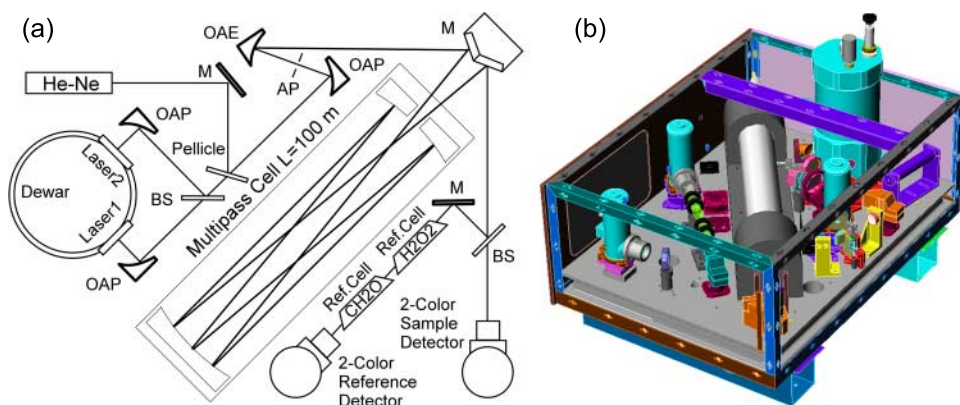 (a)
(b)
OAE
M
M
He-Ne
AP
OAP
OAP
Pellicle
Laser2
Dewar
BS
Laser1
OAP
Multipass Cell L=100 m
M
BS
Ref.Cell
H2O2
Ref.Cell
CH2O
2-Color
Sample
Detector
2-Color
Reference
Detector